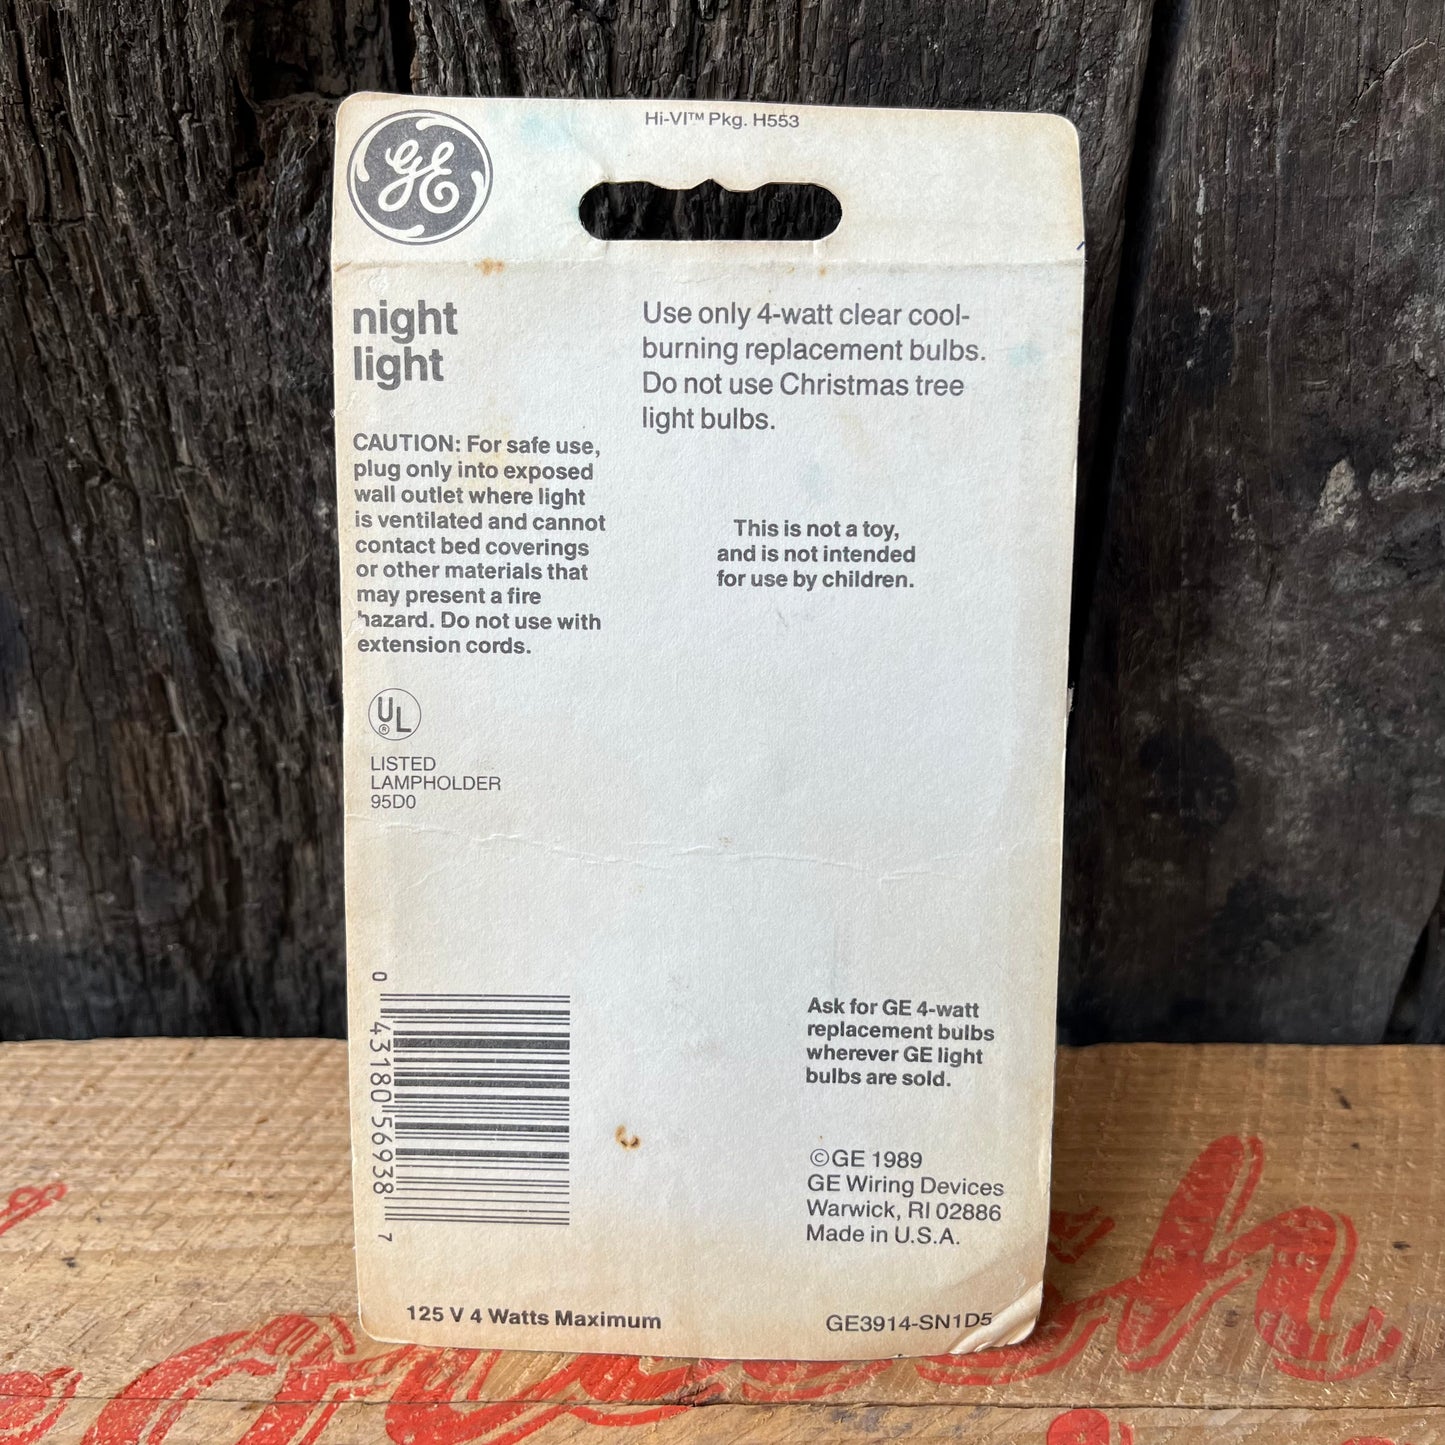 GE
Hi-VI™ Pkg. H553
night
light
CAUTION: For safe use,
plug only into exposed
wall outlet where light
is ventilated and cannot
contact bed coverings
or other materials that
may present a fire
hazard. Do not use with
extension cords.
UL®
LISTED
LAMPHOLDER
95D0
Use only 4-watt clear cool-
burning replacement bulbs.
Do not use Christmas tree
light bulbs.
This is not a toy,
and is not intended
for use by children.
0 43180 56938 7
Ask for GE 4-watt
replacement bulbs
wherever GE light
bulbs are sold.
©GE 1989
GE Wiring Devices
Warwick, RI 02886
Made in U.S.A.
125 V 4 Watts Maximum
GE3914-SN1D5